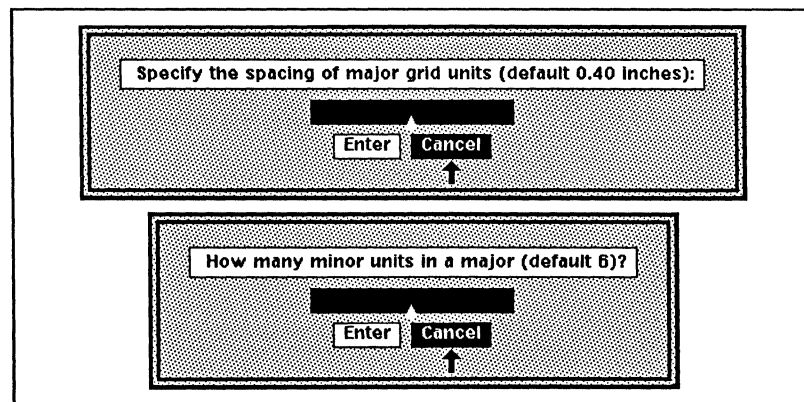 Specify the spacing of major grid units (default 0.40 inches):
Enter Cancel
How many minor units in a major (default 6)?
Enter Cancel